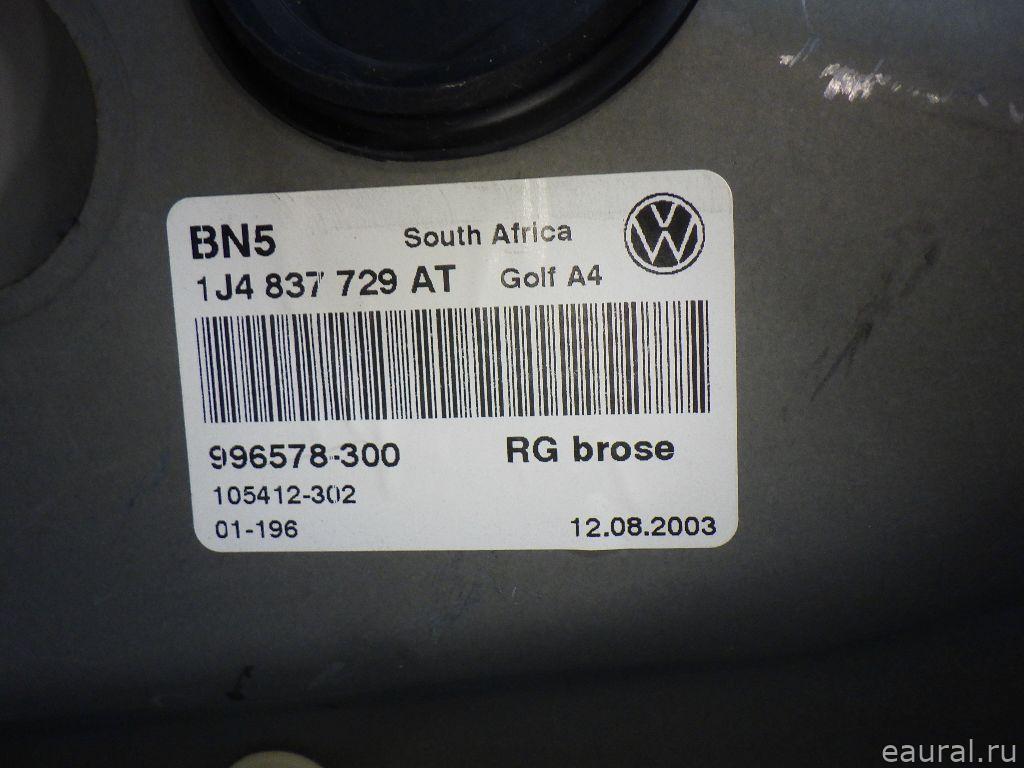 BN5 South Africa
1J4 837 729 AT Golf A4
996578-300 RG brose
105412-302
01-196 12.08.2003
eaural.ru